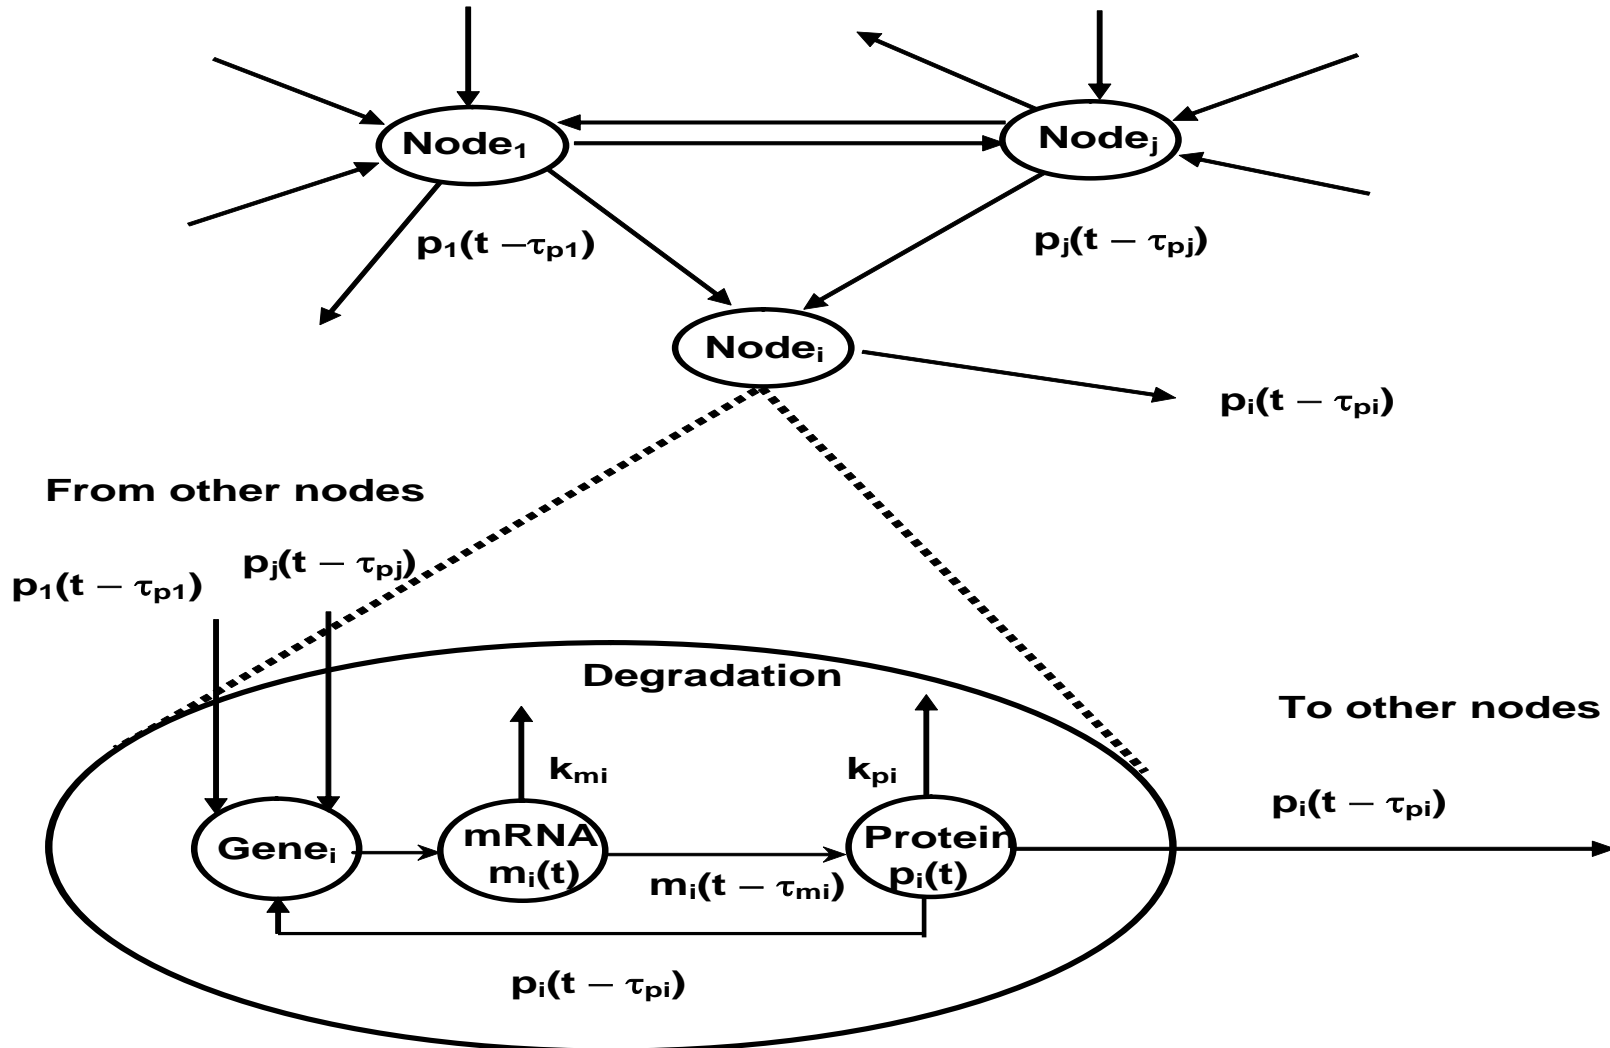 Node₁
Nodeⱼ
p₁(t −τₚ₁)
pⱼ(t − τₚⱼ)
Nodeᵢ
pᵢ(t − τₚᵢ)
From other nodes
pⱼ(t − τₚⱼ)
p₁(t − τₚ₁)
Degradation
To other nodes
kₘᵢ
kₚᵢ
pᵢ(t − τₚᵢ)
Geneᵢ
mRNA
mᵢ(t)
Protein
pᵢ(t)
mᵢ(t − τₘᵢ)
pᵢ(t − τₚᵢ)